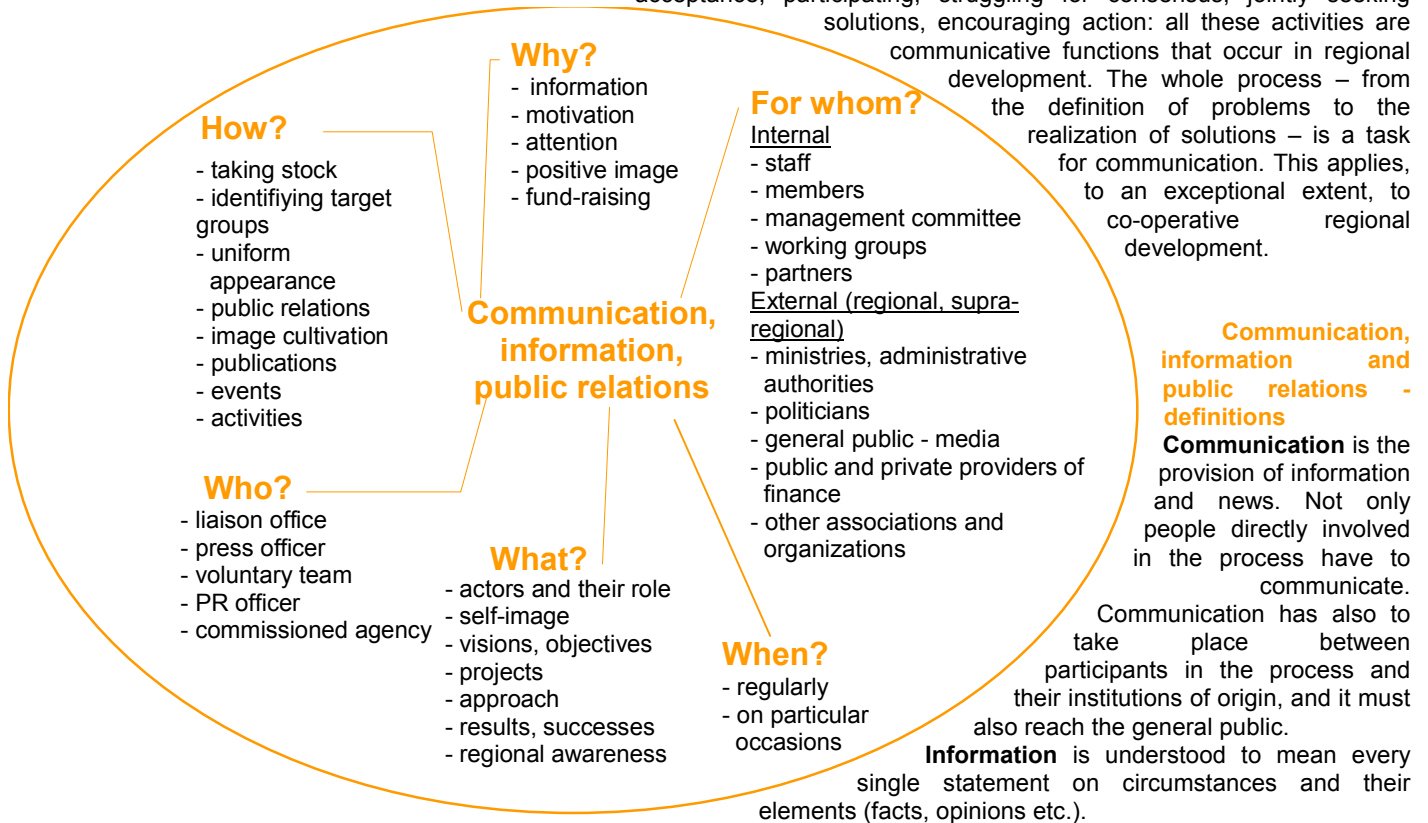 acceptance, participating, struggling for consensus, jointly seeking
solutions, encouraging action: all these activities are
communicative functions that occur in regional
development. The whole process – from
the definition of problems to the
realization of solutions – is a task
for communication. This applies,
to an exceptional extent, to
co-operative regional
development.
Why?
- information
- motivation
- attention
- positive image
- fund-raising
How?
- taking stock
- identifiying target
groups
- uniform
appearance
- public relations
- image cultivation
- publications
- events
- activities
For whom?
Internal
- staff
- members
- management committee
- working groups
- partners
External (regional, supra-
regional)
- ministries, administrative
authorities
- politicians
- general public - media
- public and private providers of
finance
- other associations and
organizations
Communication,
information,
public relations
Who?
- liaison office
- press officer
- voluntary team
- PR officer
- commissioned agency
What?
- actors and their role
- self-image
- visions, objectives
- projects
- approach
- results, successes
- regional awareness
When?
- regularly
- on particular
occasions
Communication,
information and
public relations -
definitions
Communication is the
provision of information
and news. Not only
people directly involved
in the process have to
communicate.
Communication has also to
take place between
participants in the process and
their institutions of origin, and it must
also reach the general public.
Information is understood to mean every
single statement on circumstances and their
elements (facts, opinions etc.).